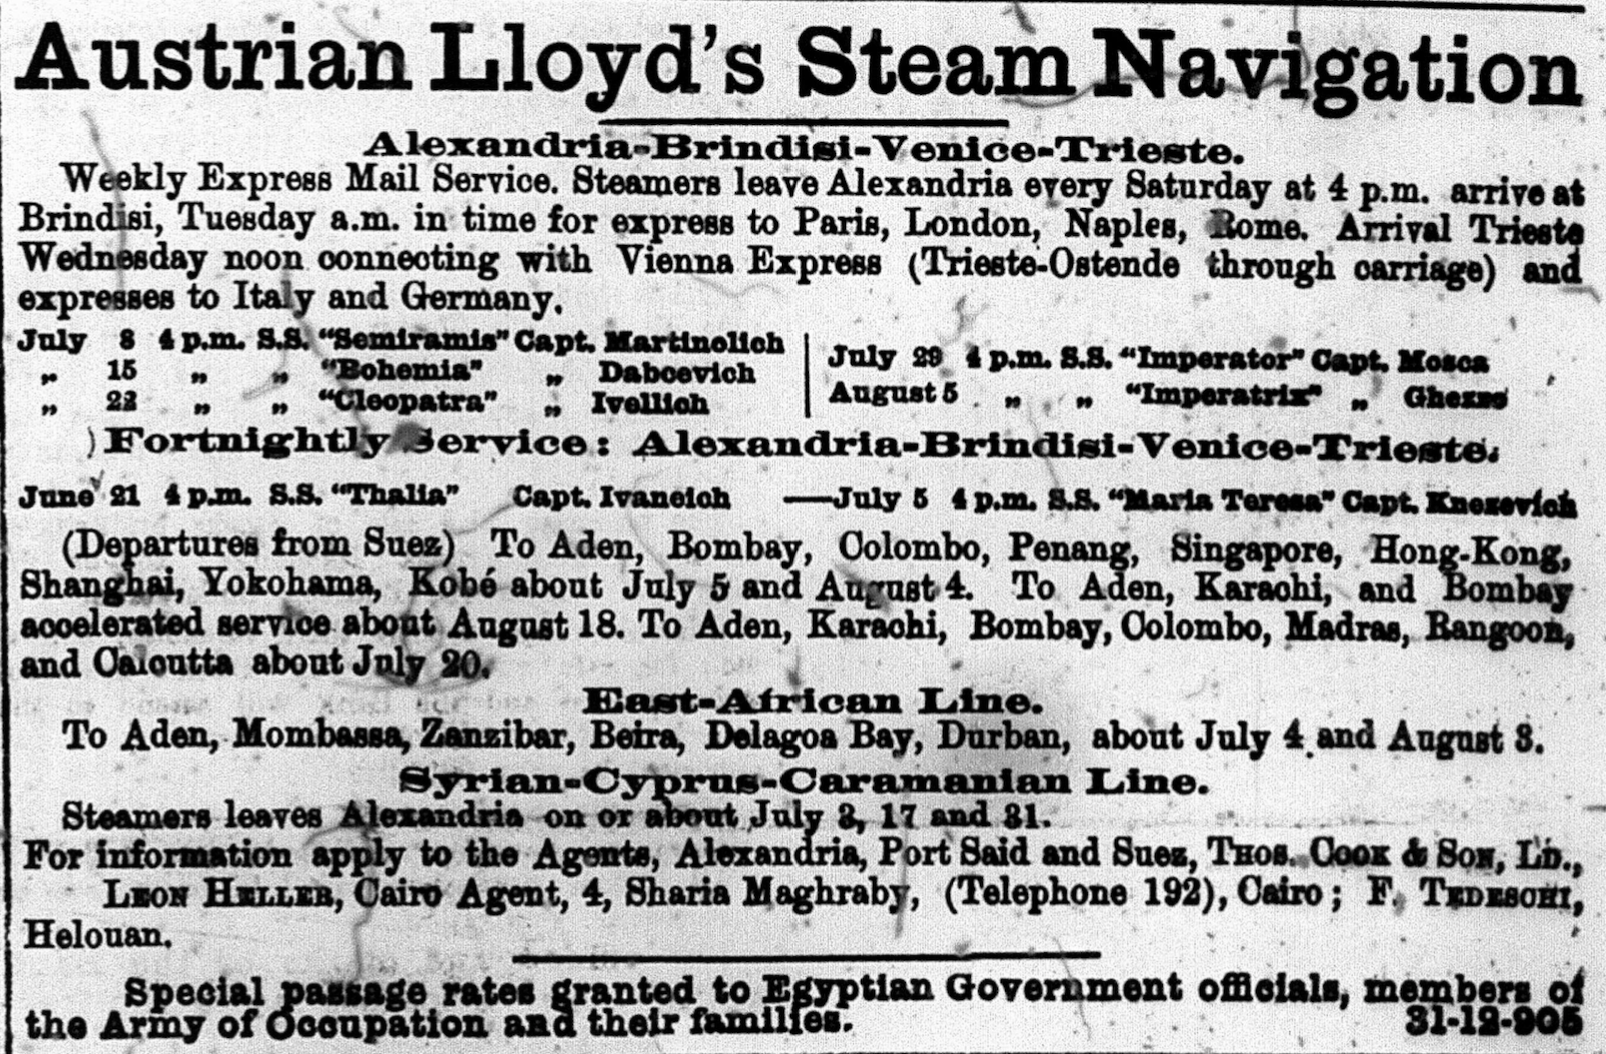 Austrian Lloyd's Steam Navigation
Alexandria-Brindisi-Venice-Trieste.
Weekly Express Mail Service. Steamers leave Alexandria every Saturday at 4 p.m. arrive at
Brindisi, Tuesday a.m. in time for express to Paris, London, Naples, Rome. Arrival Trieste
Wednesday noon connecting with Vienna Express (Trieste-Ostende through carriage) and
expresses to Italy and Germany.
July 8 4 p.m. S.S. "Semiramis" Capt. Martinolich
„ 15 „ „ "Bohemia" „ Dabcevich
„ 22 „ „ "Cleopatra" „ Ivellich
July 29 4 p.m. S.S. "Imperator" Capt. Mosca
August 5 „ „ "Imperatrix" „ Ghezzo
Fortnightly Service: Alexandria-Brindisi-Venice-Trieste.
June 21 4 p.m. S.S. "Thalia" Capt. Ivancich —July 5 4 p.m. S.S. "Maria Teresa" Capt. Knezevich
(Departures from Suez) To Aden, Bombay, Colombo, Penang, Singapore, Hong-Kong,
Shanghai, Yokohama, Kobé about July 5 and August 4. To Aden, Karachi, and Bombay
accelerated service about August 18. To Aden, Karachi, Bombay, Colombo, Madras, Rangoon,
and Calcutta about July 20.
East-African Line.
To Aden, Mombassa, Zanzibar, Beira, Delagoa Bay, Durban, about July 4 and August 3.
Syrian-Cyprus-Caramanian Line.
Steamers leaves Alexandria on or about July 3, 17 and 31.
For information apply to the Agents, Alexandria, Port Said and Suez, THOS. COOK & SON, LD.,
LEON HELLER, Cairo Agent, 4, Sharia Maghraby, (Telephone 192), Cairo; F. TEDESCHI,
Helouan.
Special passage rates granted to Egyptian Government officials, members of
the Army of Occupation and their families. 31-12-905